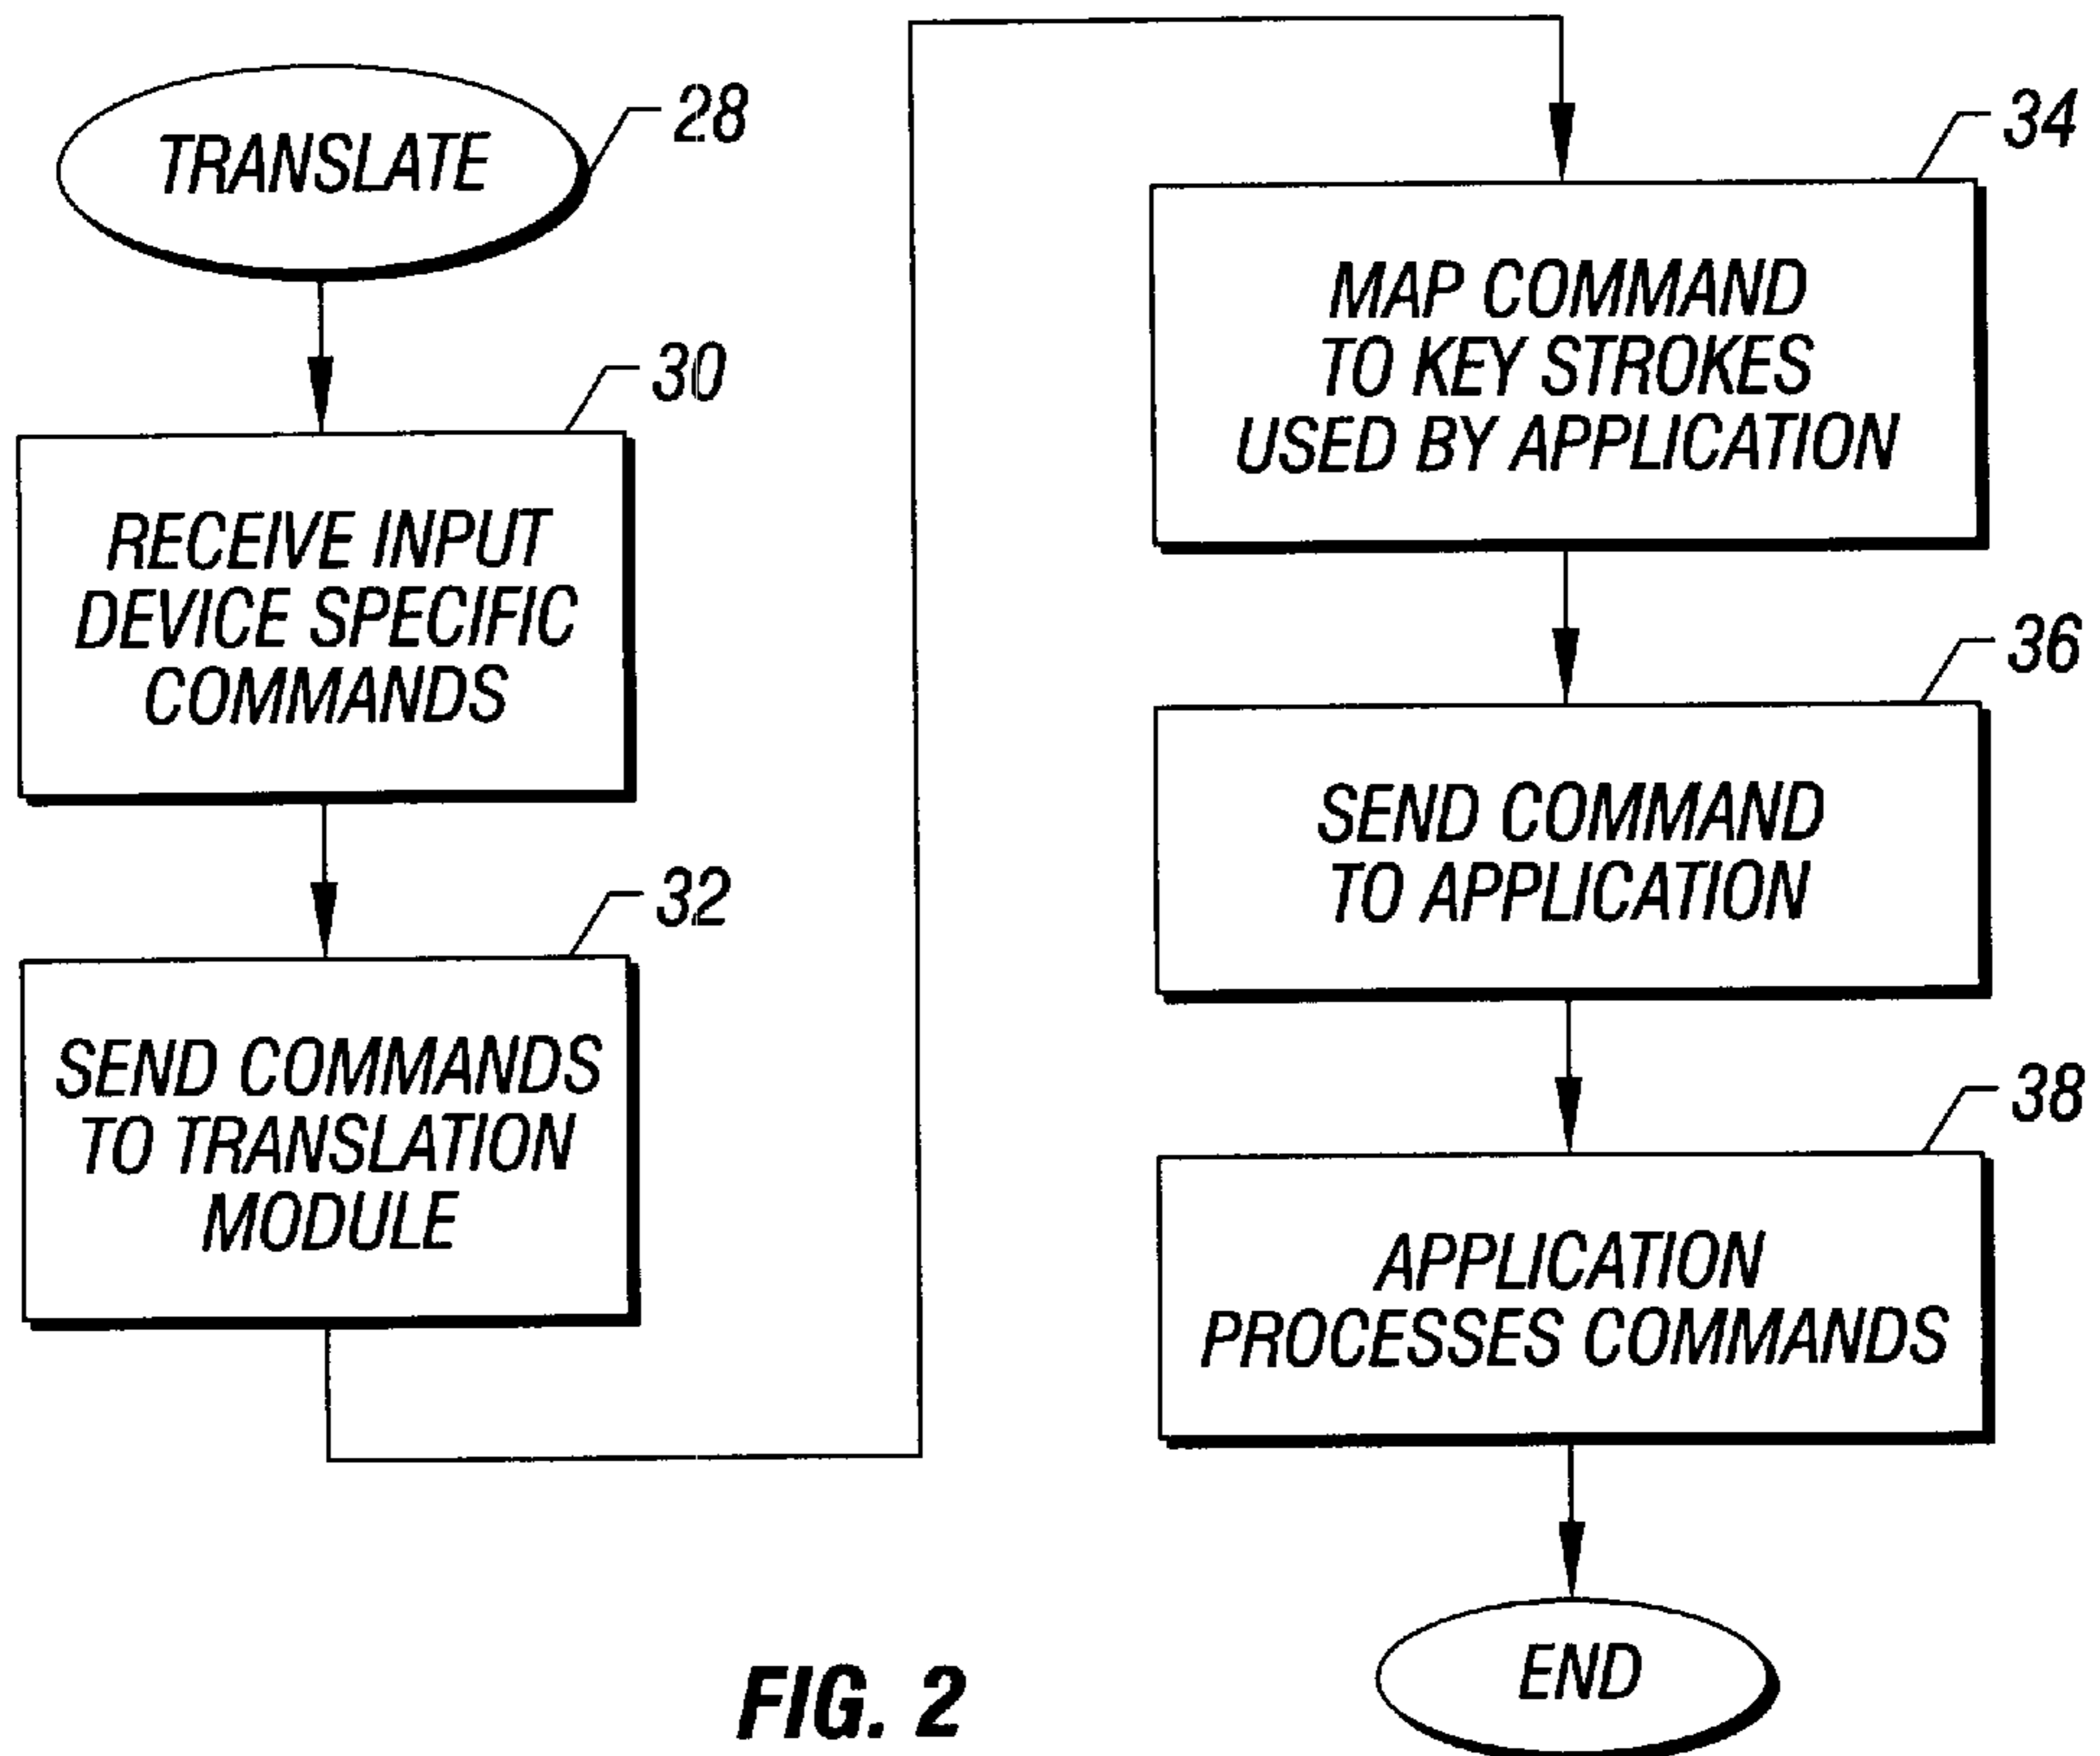 TRANSLATE
28
30
RECEIVE INPUT
DEVICE SPECIFIC
COMMANDS
32
SEND COMMANDS
TO TRANSLATION
MODULE
34
MAP COMMAND
TO KEY STROKES
USED BY APPLICATION
36
SEND COMMAND
TO APPLICATION
38
APPLICATION
PROCESSES COMMANDS
END
FIG. 2